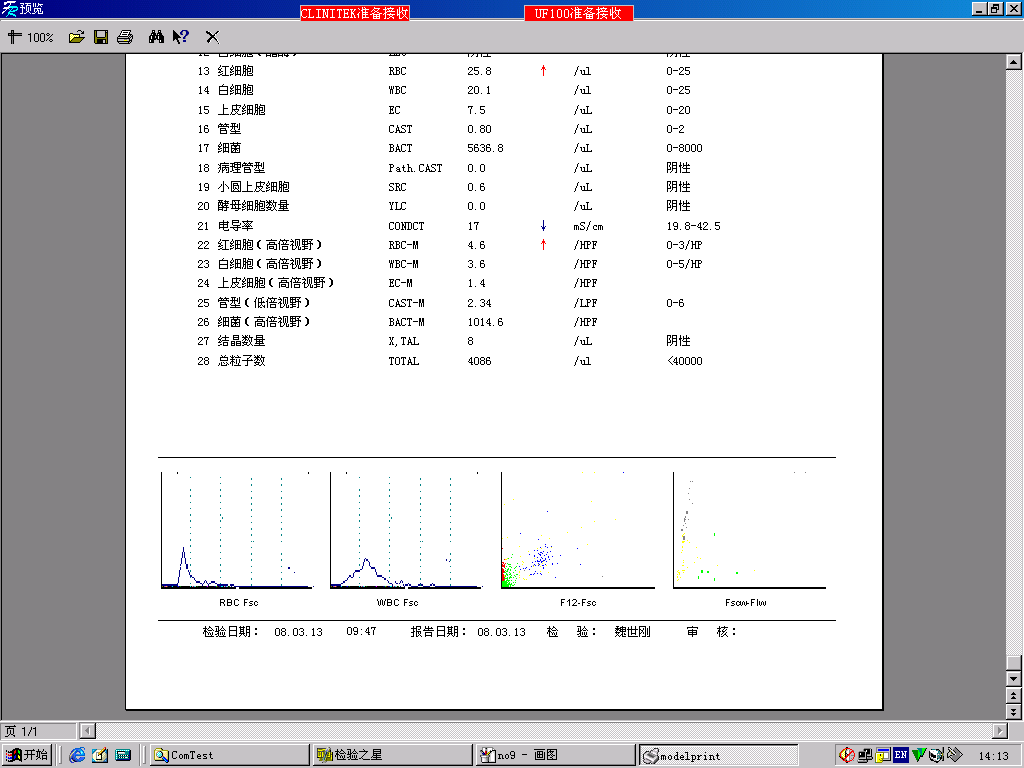 预览
CLINITEK准备接收 UF100准备接收
100%
13 红细胞 RBC 25.8 ↑ /ul 0-25
14 白细胞 WBC 20.1 /ul 0-25
15 上皮细胞 EC 7.5 /uL 0-20
16 管型 CAST 0.80 /uL 0-2
17 细菌 BACT 5636.8 /uL 0-8000
18 病理管型 Path.CAST 0.0 /uL 阴性
19 小圆上皮细胞 SRC 0.6 /uL 阴性
20 酵母细胞数量 YLC 0.0 /uL 阴性
21 电导率 CONDCT 17 ↓ mS/cm 19.8-42.5
22 红细胞(高倍视野) RBC-M 4.6 ↑ /HPF 0-3/HP
23 白细胞(高倍视野) WBC-M 3.6 /HPF 0-5/HP
24 上皮细胞(高倍视野) EC-M 1.4 /HPF
25 管型(低倍视野) CAST-M 2.34 /LPF 0-6
26 细菌(高倍视野) BACT-M 1014.6 /HPF
27 结晶数量 X,TAL 8 /uL 阴性
28 总粒子数 TOTAL 4086 /ul <40000
RBC Fsc WBC Fsc F12-Fsc Fscw-Flw
检验日期: 08.03.13 09:47 报告日期: 08.03.13 检 验: 魏世刚 审 核:
页 1/1
开始 ComTest 检验之星 no9 - 画图 modelprint EN 14:13